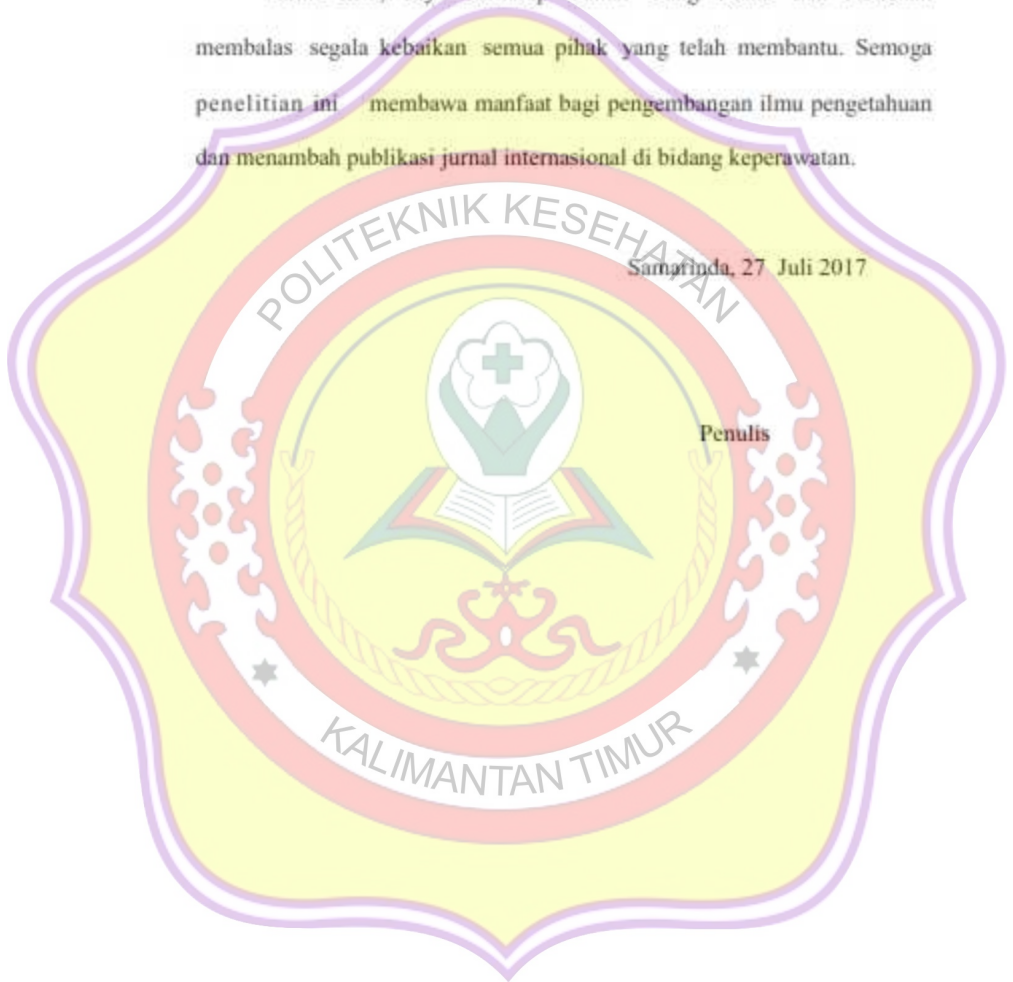 membalas segala kebaikan semua pihak yang telah membantu. Semoga
penelitian ini membawa manfaat bagi pengembangan ilmu pengetahuan
dan menambah publikasi jurnal internasional di bidang keperawatan.
POLITEKNIK KESEHATAN
Samarinda, 27 Juli 2017
Penulis
KALIMANTAN TIMUR